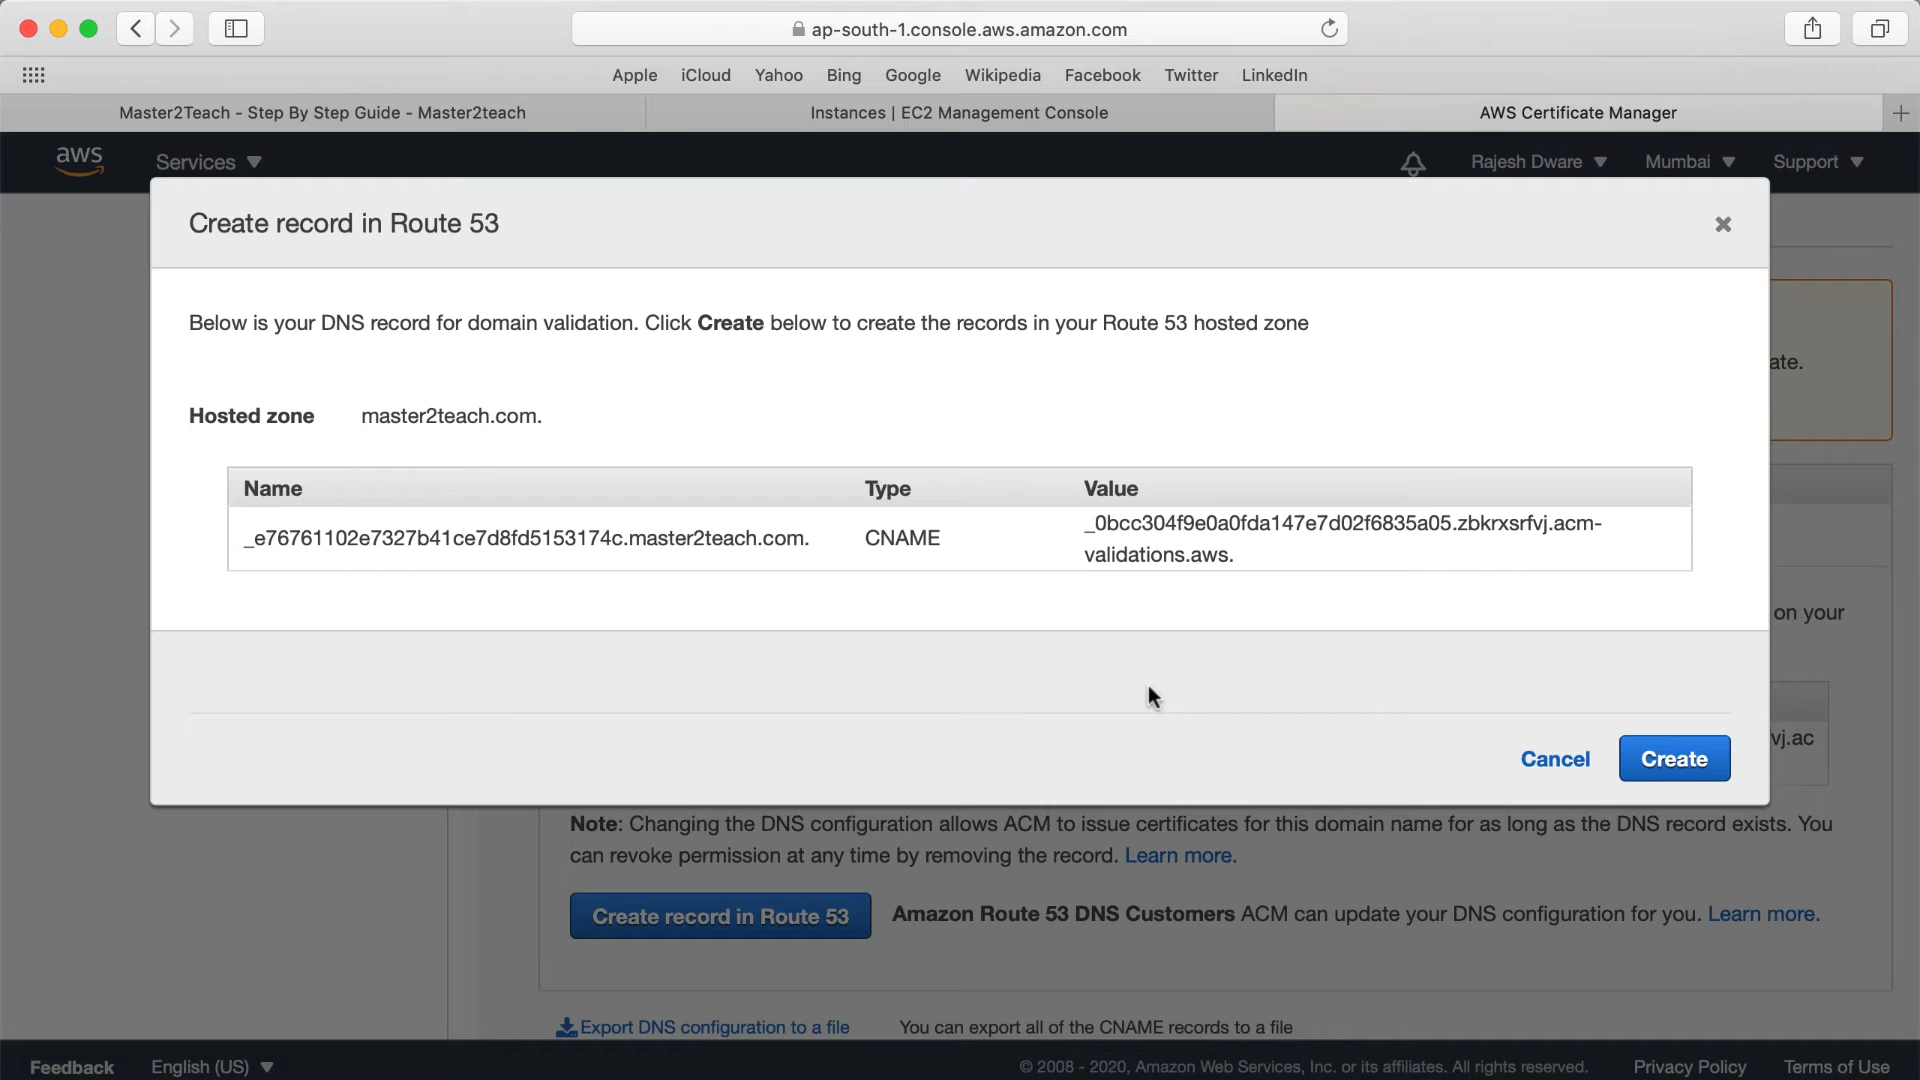 ap-south-1.console.aws.amazon.com
Apple iCloud Yahoo Bing Google Wikipedia Facebook Twitter LinkedIn
Master2Teach - Step By Step Guide - Master2teach
Instances | EC2 Management Console
AWS Certificate Manager
aws Services Rajesh Dware Mumbai Support
Create record in Route 53
Below is your DNS record for domain validation. Click Create below to create the records in your Route 53 hosted zone
ate.
Hosted zone master2teach.com.
Name Type Value
_e76761102e7327b41ce7d8fd5153174c.master2teach.com. CNAME _0bcc304f9e0a0fda147e7d02f6835a05.zbkrxsrfvj.acm-
validations.aws.
on your
vj.ac
Cancel Create
Note: Changing the DNS configuration allows ACM to issue certificates for this domain name for as long as the DNS record exists. You
can revoke permission at any time by removing the record. Learn more.
Create record in Route 53 Amazon Route 53 DNS Customers ACM can update your DNS configuration for you. Learn more.
Export DNS configuration to a file You can export all of the CNAME records to a file
Feedback English (US) © 2008 - 2020, Amazon Web Services, Inc. or its affiliates. All rights reserved. Privacy Policy Terms of Use